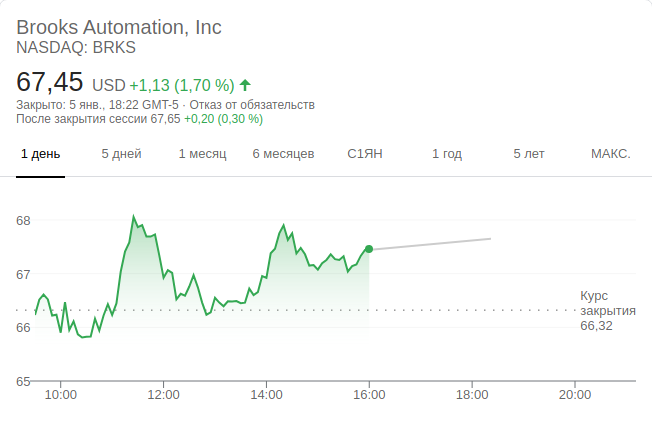 Brooks Automation, Inc
NASDAQ: BRKS
67,45 USD +1,13 (1,70 %)
Закрыто: 5 янв., 18:22 GMT-5 · Отказ от обязательств
После закрытия сессии 67,65 +0,20 (0,30 %)
1 день 5 дней 1 месяц 6 месяцев С1ЯН 1 год 5 лет МАКС.
68
67
Курс
закрытия
66,32
66
65
10:00 12:00 14:00 16:00 18:00 20:00